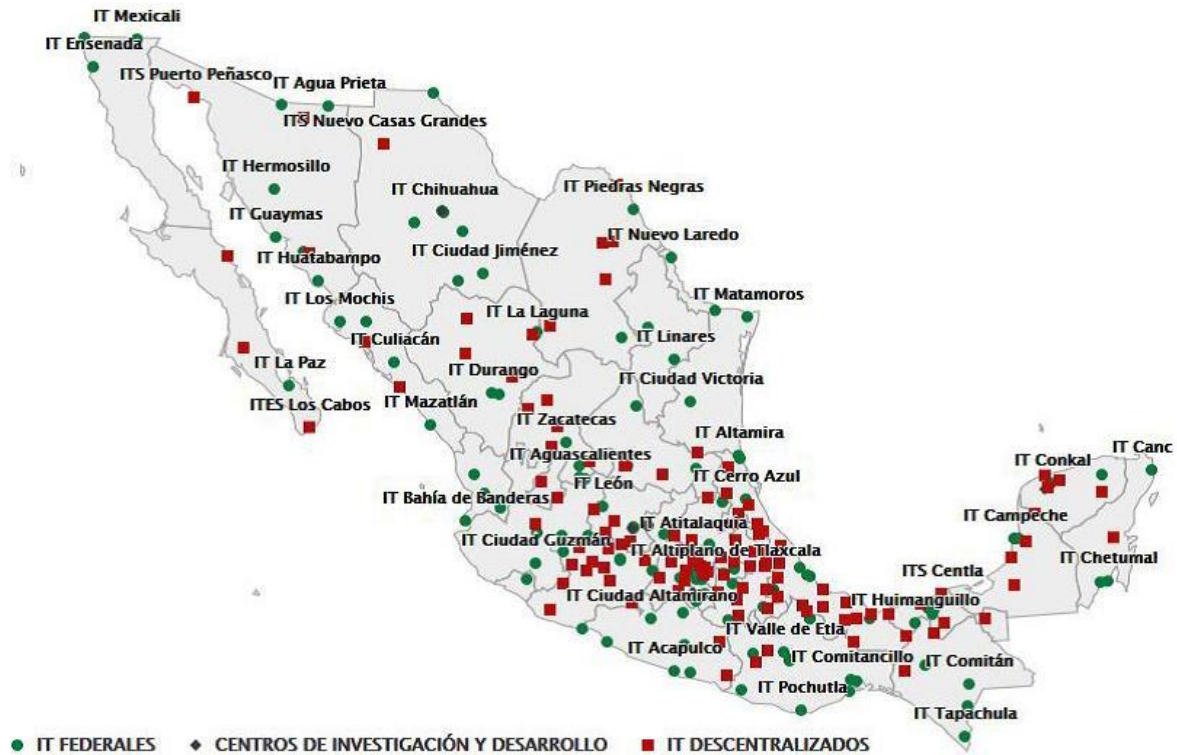 IT Mexicali
IT Ensenada
ITS Puerto Peñasco
IT Agua Prieta
ITS Nuevo Casas Grandes
IT Hermosillo
IT Chihuahua
IT Piedras Negras
IT Guaymas
IT Nuevo Laredo
IT Huatabampo
IT Ciudad Jiménez
IT Los Mochis
IT La Laguna
IT Matamoros
IT Culiacán
IT Linares
IT La Paz
IT Durango
IT Ciudad Victoria
ITES Los Cabos
IT Mazatlán
IT Zacatecas
IT Altamira
IT Canc
IT Aguascalientes
IT Conkal
IT León
IT Cerro Azul
IT Bahía de Banderas
IT Campeche
IT Atitalaquia
IT Ciudad Guzmán
IT Altiplano de Tlaxcala
IT Chetumal
ITS Centla
IT Ciudad Altamirano
IT Huimanguillo
IT Valle de Etla
IT Acapulco
IT Comitancillo
IT Comitán
IT Pochutla
IT Tapachula
IT FEDERALES
CENTROS DE INVESTIGACIÓN Y DESARROLLO
IT DESCENTRALIZADOS